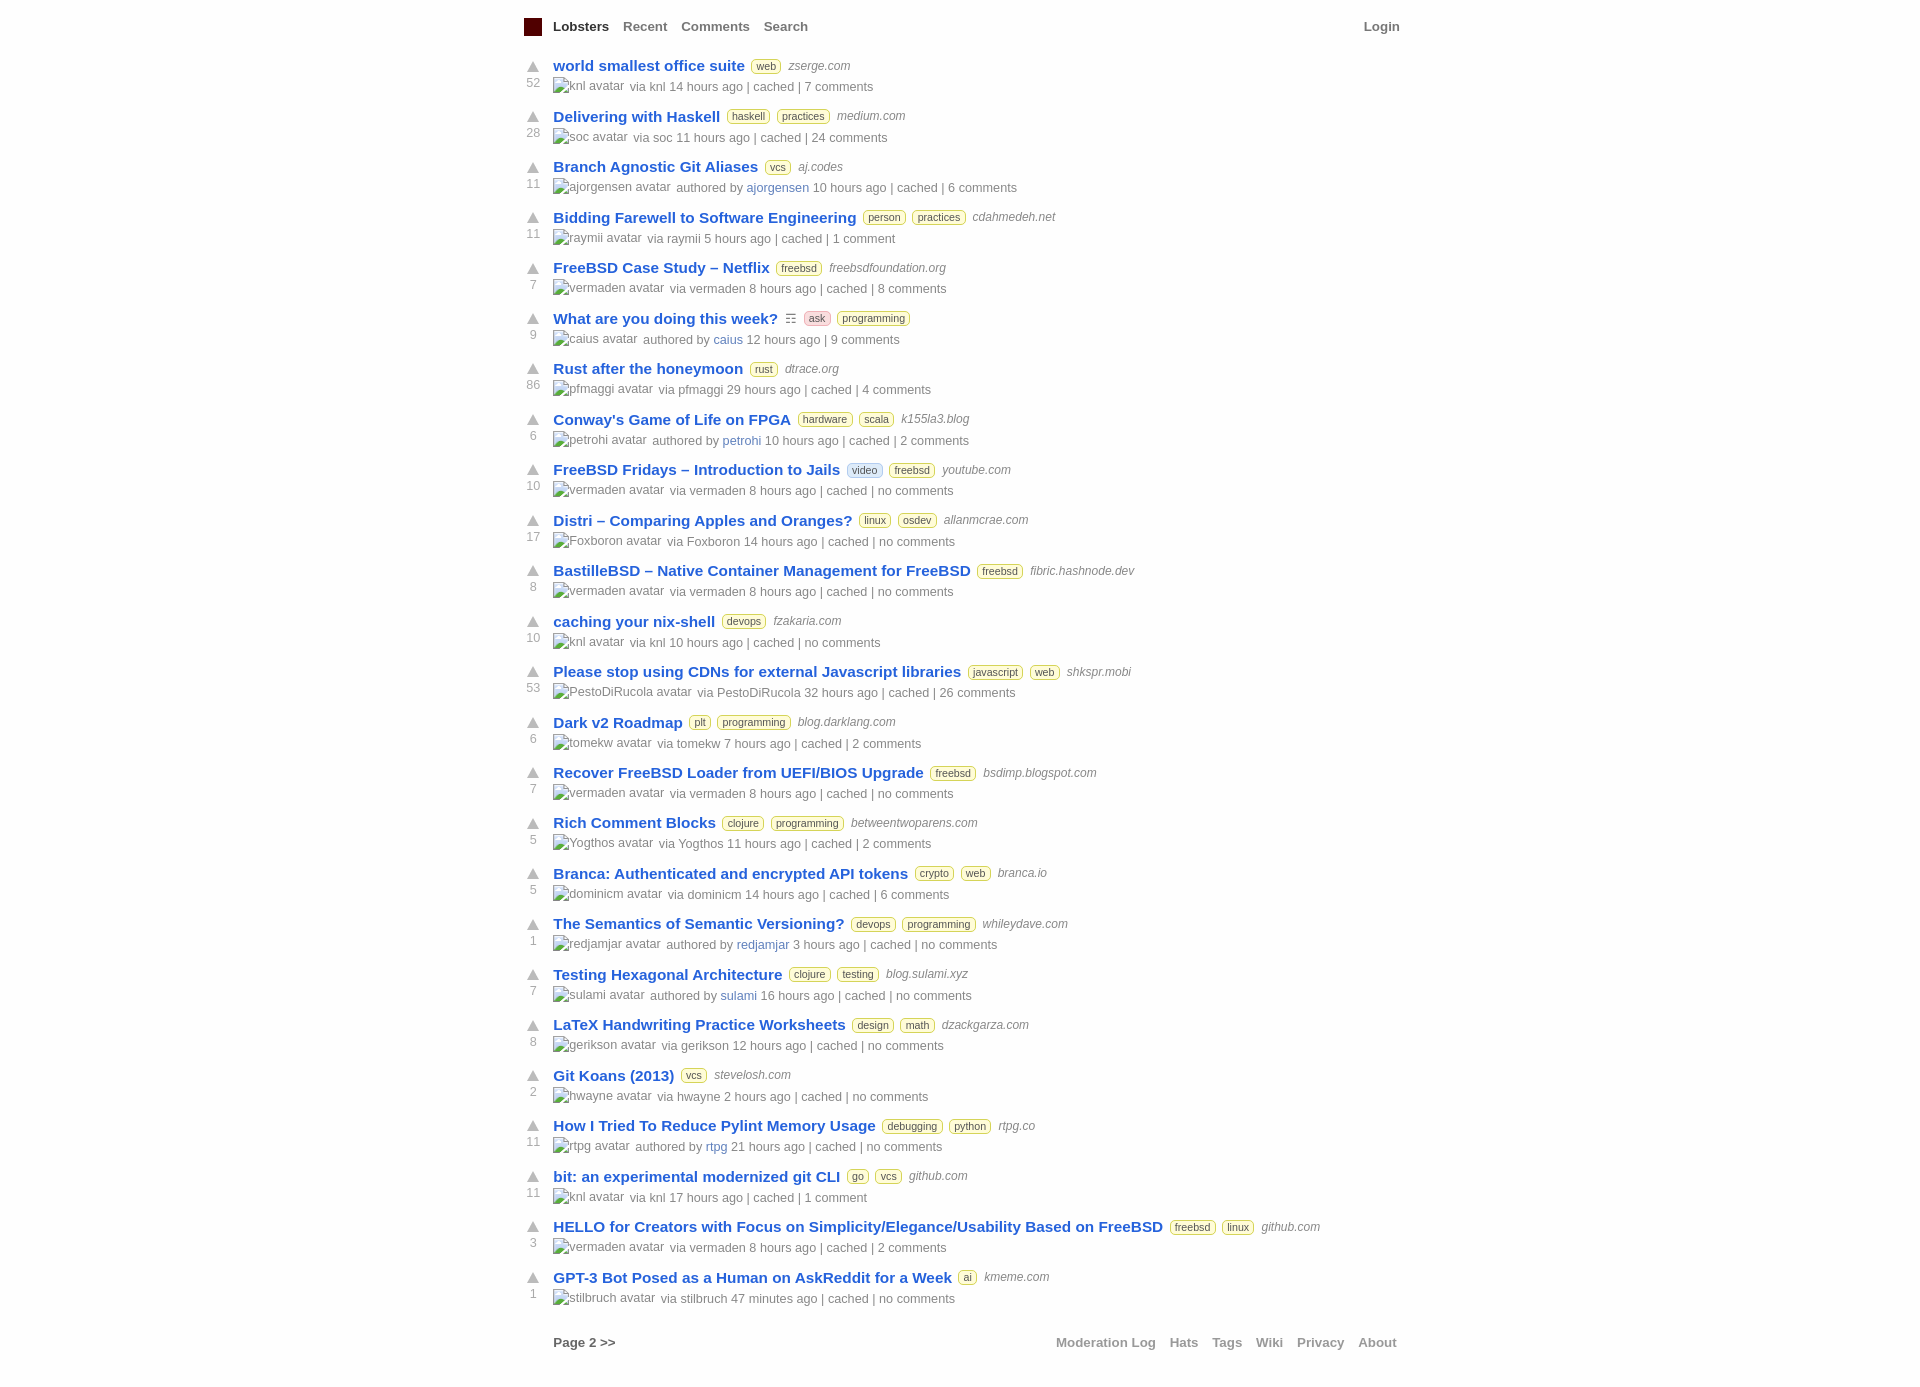 Lobsters Recent Comments Search Login
world smallest office suite web zserge.com
52 knl avatar via knl 14 hours ago | cached | 7 comments
Delivering with Haskell haskell practices medium.com
28 soc avatar via soc 11 hours ago | cached | 24 comments
Branch Agnostic Git Aliases vcs aj.codes
11 ajorgensen avatar authored by ajorgensen 10 hours ago | cached | 6 comments
Bidding Farewell to Software Engineering person practices cdahmedeh.net
11 raymii avatar via raymii 5 hours ago | cached | 1 comment
FreeBSD Case Study – Netflix freebsd freebsdfoundation.org
7 vermaden avatar via vermaden 8 hours ago | cached | 8 comments
What are you doing this week? ☶ ask programming
9 caius avatar authored by caius 12 hours ago | 9 comments
Rust after the honeymoon rust dtrace.org
86 pfmaggi avatar via pfmaggi 29 hours ago | cached | 4 comments
Conway's Game of Life on FPGA hardware scala k155la3.blog
6 petrohi avatar authored by petrohi 10 hours ago | cached | 2 comments
FreeBSD Fridays – Introduction to Jails video freebsd youtube.com
10 vermaden avatar via vermaden 8 hours ago | cached | no comments
Distri – Comparing Apples and Oranges? linux osdev allanmcrae.com
17 Foxboron avatar via Foxboron 14 hours ago | cached | no comments
BastilleBSD – Native Container Management for FreeBSD freebsd fibric.hashnode.dev
8 vermaden avatar via vermaden 8 hours ago | cached | no comments
caching your nix-shell devops fzakaria.com
10 knl avatar via knl 10 hours ago | cached | no comments
Please stop using CDNs for external Javascript libraries javascript web shkspr.mobi
53 PestoDiRucola avatar via PestoDiRucola 32 hours ago | cached | 26 comments
Dark v2 Roadmap plt programming blog.darklang.com
6 tomekw avatar via tomekw 7 hours ago | cached | 2 comments
Recover FreeBSD Loader from UEFI/BIOS Upgrade freebsd bsdimp.blogspot.com
7 vermaden avatar via vermaden 8 hours ago | cached | no comments
Rich Comment Blocks clojure programming betweentwoparens.com
5 Yogthos avatar via Yogthos 11 hours ago | cached | 2 comments
Branca: Authenticated and encrypted API tokens crypto web branca.io
5 dominicm avatar via dominicm 14 hours ago | cached | 6 comments
The Semantics of Semantic Versioning? devops programming whileydave.com
1 redjamjar avatar authored by redjamjar 3 hours ago | cached | no comments
Testing Hexagonal Architecture clojure testing blog.sulami.xyz
7 sulami avatar authored by sulami 16 hours ago | cached | no comments
LaTeX Handwriting Practice Worksheets design math dzackgarza.com
8 gerikson avatar via gerikson 12 hours ago | cached | no comments
Git Koans (2013) vcs stevelosh.com
2 hwayne avatar via hwayne 2 hours ago | cached | no comments
How I Tried To Reduce Pylint Memory Usage debugging python rtpg.co
11 rtpg avatar authored by rtpg 21 hours ago | cached | no comments
bit: an experimental modernized git CLI go vcs github.com
11 knl avatar via knl 17 hours ago | cached | 1 comment
HELLO for Creators with Focus on Simplicity/Elegance/Usability Based on FreeBSD freebsd linux github.com
3 vermaden avatar via vermaden 8 hours ago | cached | 2 comments
GPT-3 Bot Posed as a Human on AskReddit for a Week ai kmeme.com
1 stilbruch avatar via stilbruch 47 minutes ago | cached | no comments
Page 2 >> Moderation Log Hats Tags Wiki Privacy About